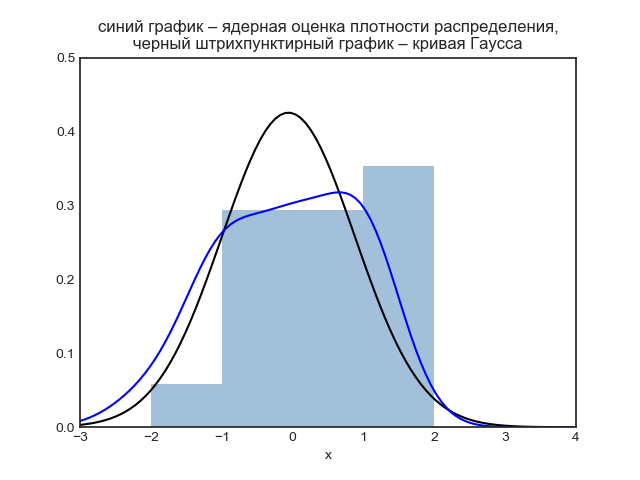 синий график – ядерная оценка плотности распределения,
черный штрихпунктирный график – кривая Гаусса
0.5
0.4
0.3
0.2
0.1
0.0
−3 −2 −1 0 1 2 3 4
x